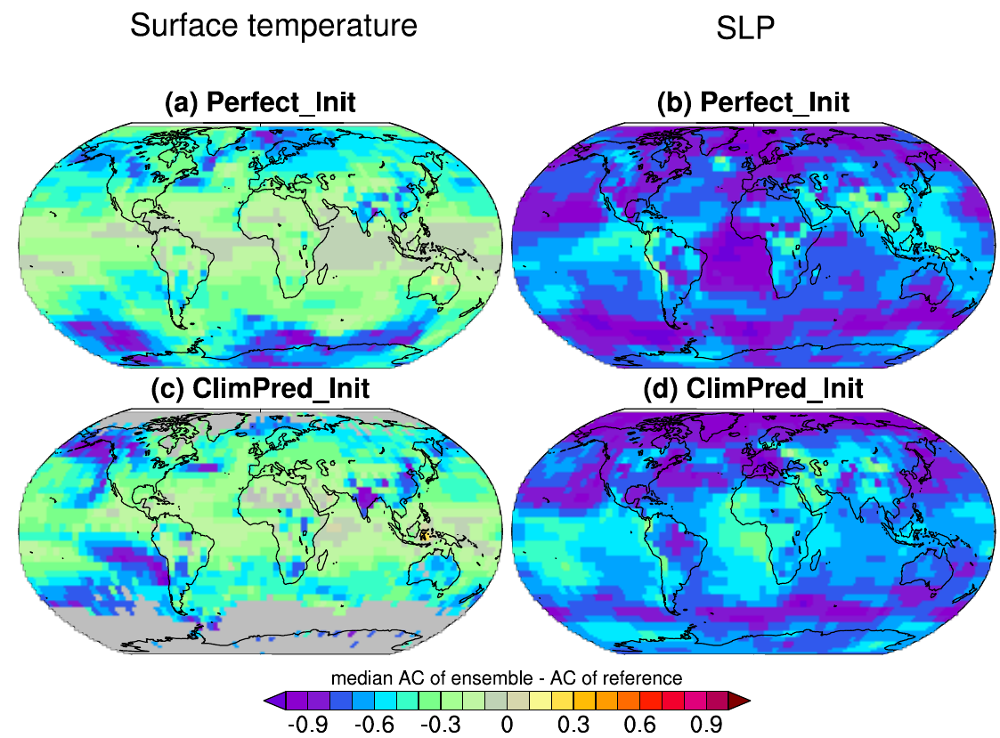 Surface temperature
SLP
(a) Perfect_Init
(b) Perfect_Init
(c) ClimPred_Init
(d) ClimPred_Init
median AC of ensemble - AC of reference
-0.9 -0.6 -0.3 0 0.3 0.6 0.9